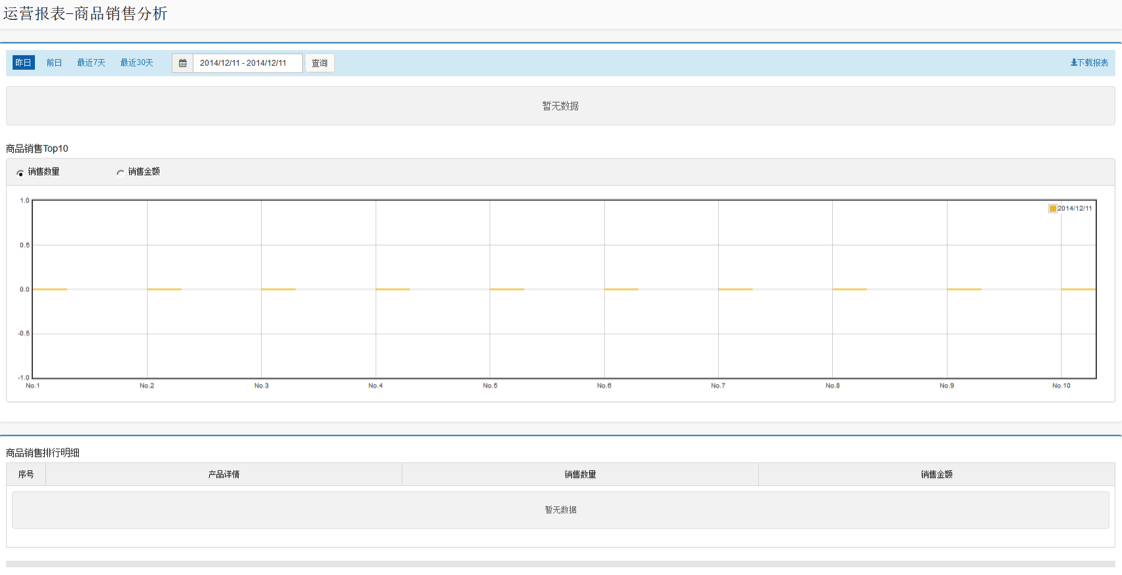 运营报表-商品销售分析
昨日 前日 最近7天 最近30天 2014/12/11 - 2014/12/11 查询 下载报表
暂无数据
商品销售Top10
销售数量 销售金额
1.0
2014/12/11
0.5
0.0
-0.5
-1.0
No.1 No.2 No.3 No.4 No.5 No.6 No.7 No.8 No.9 No.10
商品销售排行明细
序号 产品详情 销售数量 销售金额
暂无数据